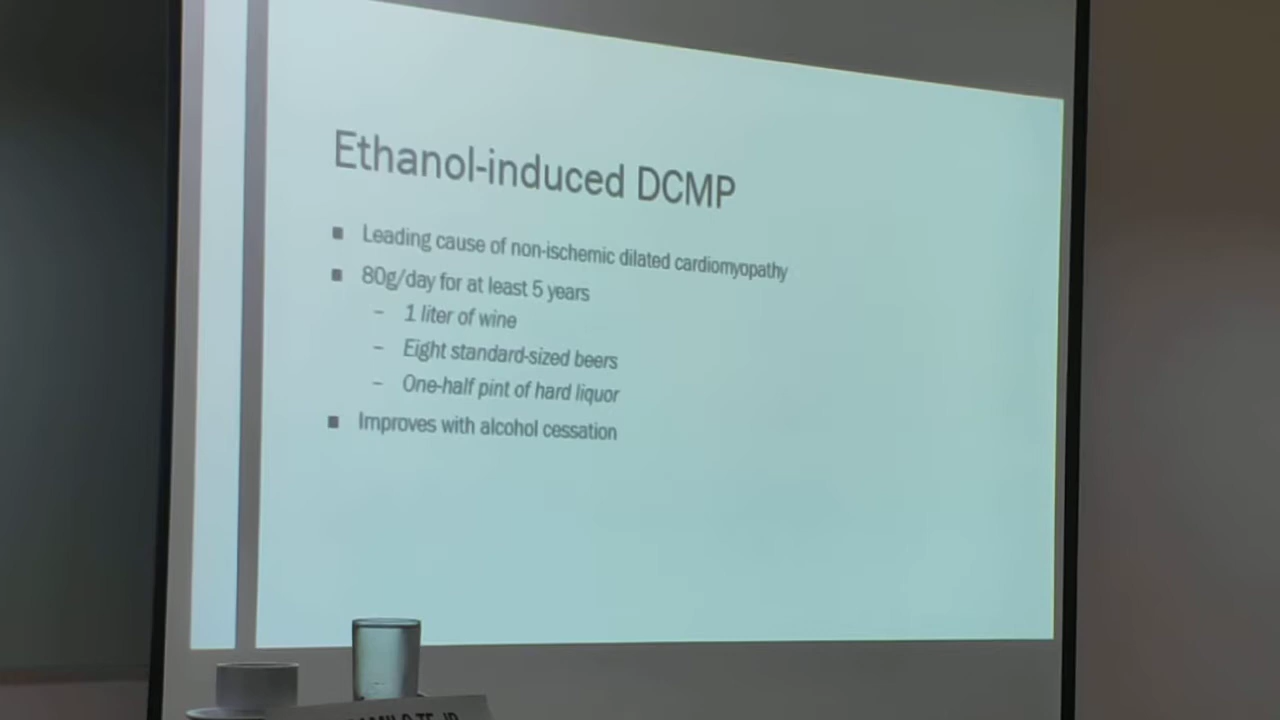 Ethanol-induced DCMP
■ Leading cause of non-ischemic dilated cardiomyopathy
■ 80g/day for at least 5 years
– 1 liter of wine
– Eight standard-sized beers
– One-half pint of hard liquor
■ Improves with alcohol cessation